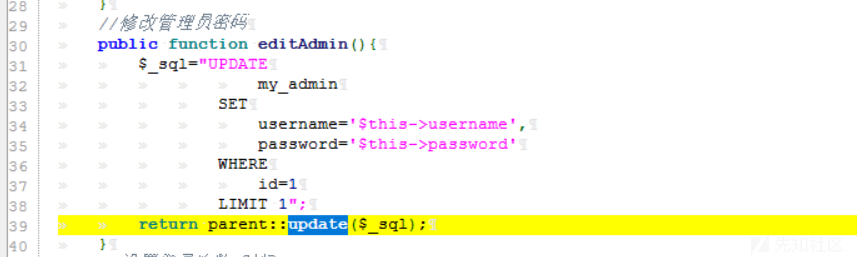 28 }
29 //修改管理员密码
30 public function editAdmin(){
31 $_sql="UPDATE
32 my_admin
33 SET
34 username='$this->username',
35 password='$this->password'
36 WHERE
37 id=1
38 LIMIT 1";
39 return parent::update($_sql);
40 }
先知社区